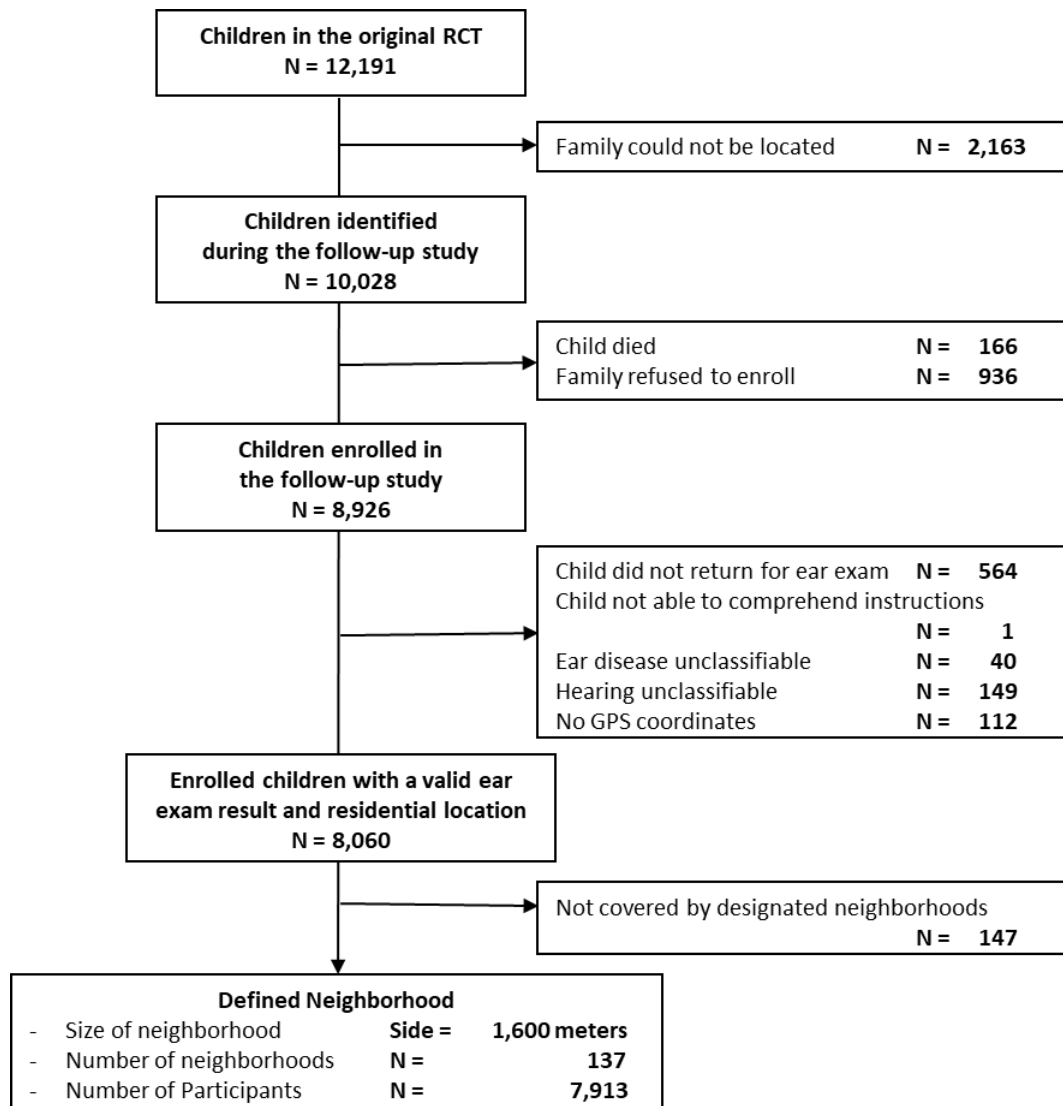 Children in the original RCT
N = 12,191
Family could not be located N = 2,163
Children identified
during the follow-up study
N = 10,028
Child died N = 166
Family refused to enroll N = 936
Children enrolled in
the follow-up study
N = 8,926
Child did not return for ear exam N = 564
Child not able to comprehend instructions
N = 1
Ear disease unclassifiable N = 40
Hearing unclassifiable N = 149
No GPS coordinates N = 112
Enrolled children with a valid ear
exam result and residential location
N = 8,060
Not covered by designated neighborhoods
N = 147
Defined Neighborhood
- Size of neighborhood Side = 1,600 meters
- Number of neighborhoods N = 137
- Number of Participants N = 7,913